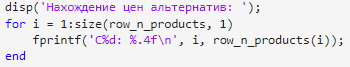 disp('Нахождение цен альтернатив: ');
for i = 1:size(row_n_products, 1)
    fprintf('C%d: %.4f\n', i, row_n_products(i));
end